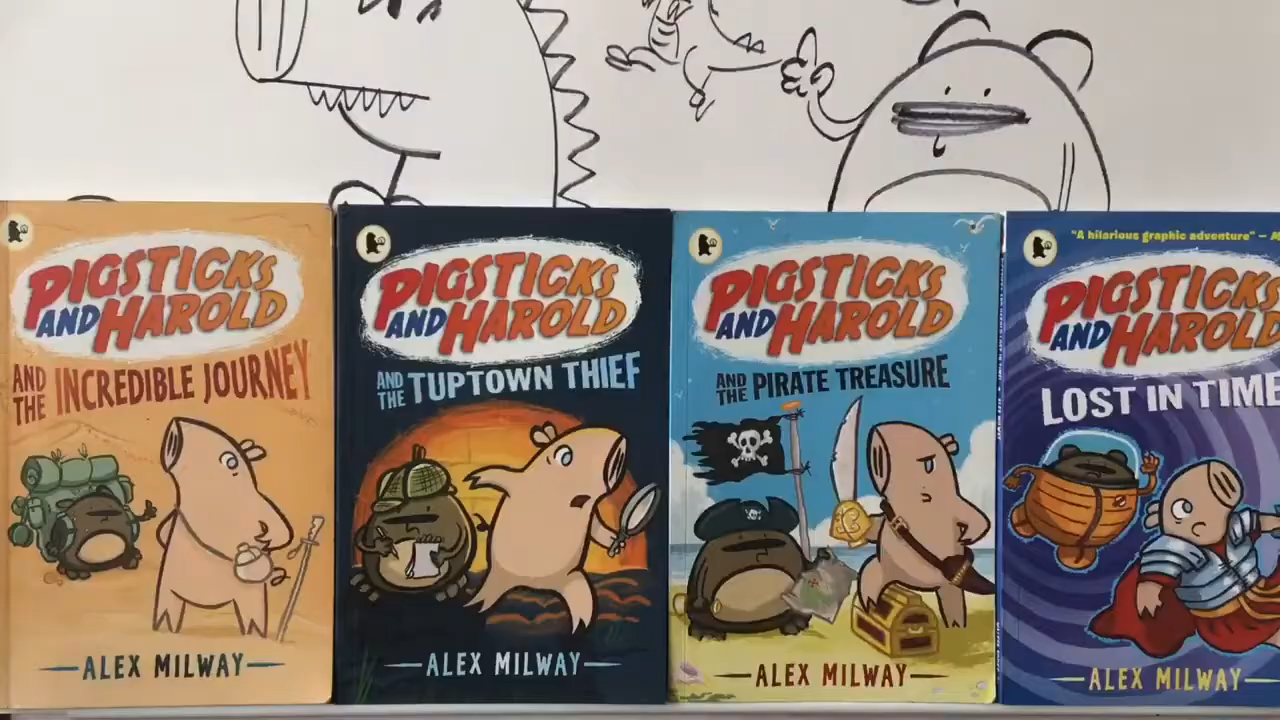 PIGSTICKS
AND HAROLD
AND THE INCREDIBLE JOURNEY
ALEX MILWAY
PIGSTICKS
AND HAROLD
AND THE TUPTOWN THIEF
ALEX MILWAY
PIGSTICKS
AND HAROLD
AND THE PIRATE TREASURE
ALEX MILWAY
"A hilarious graphic adventure" –
PIGSTICKS
AND HAROLD
LOST IN TIME
ALEX MILWAY